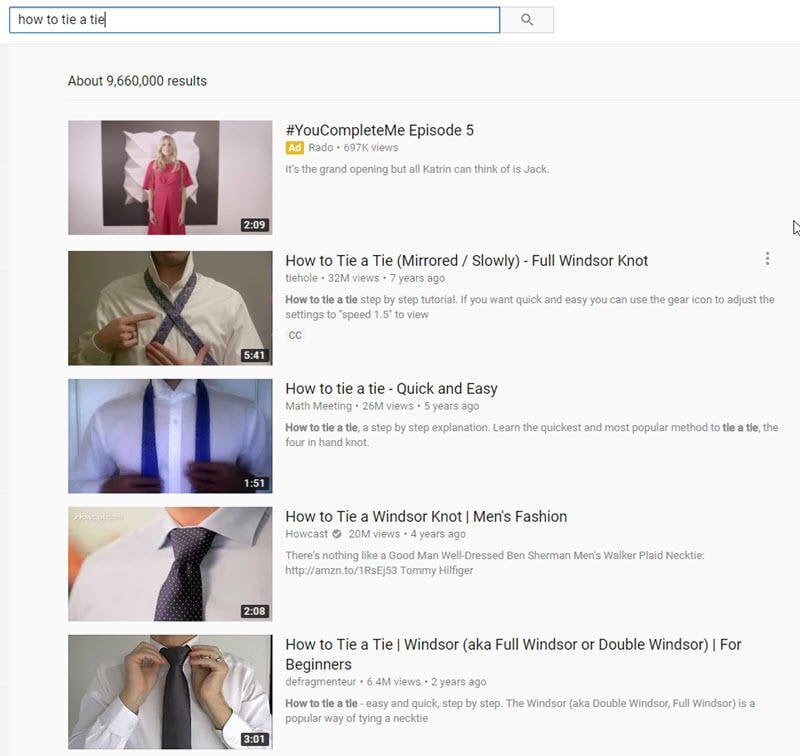 how to tie a tie
About 9,660,000 results
#YouCompleteMe Episode 5
Ad Rado • 697K views
It's the grand opening but all Katrin can think of is Jack.
2:09
How to Tie a Tie (Mirrored / Slowly) - Full Windsor Knot
tiehole • 32M views • 7 years ago
How to tie a tie step by step tutorial. If you want quick and easy you can use the gear icon to adjust the
settings to "speed 1.5" to view
CC
5:41
How to tie a tie - Quick and Easy
Math Meeting • 26M views • 5 years ago
How to tie a tie, a step by step explanation. Learn the quickest and most popular method to tie a tie, the
four in hand knot.
1:51
Howcast.com
How to Tie a Windsor Knot | Men's Fashion
Howcast 20M views • 4 years ago
There's nothing like a Good Man Well-Dressed Ben Sherman Men's Walker Plaid Necktie:
http://amzn.to/1RsEj53 Tommy Hilfiger
2:08
How to Tie a Tie | Windsor (aka Full Windsor or Double Windsor) | For
Beginners
defragmenteur • 6.4M views • 2 years ago
How to tie a tie - easy and quick, step by step. The Windsor (aka Double Windsor, Full Windsor) is a
popular way of tying a necktie
3:01